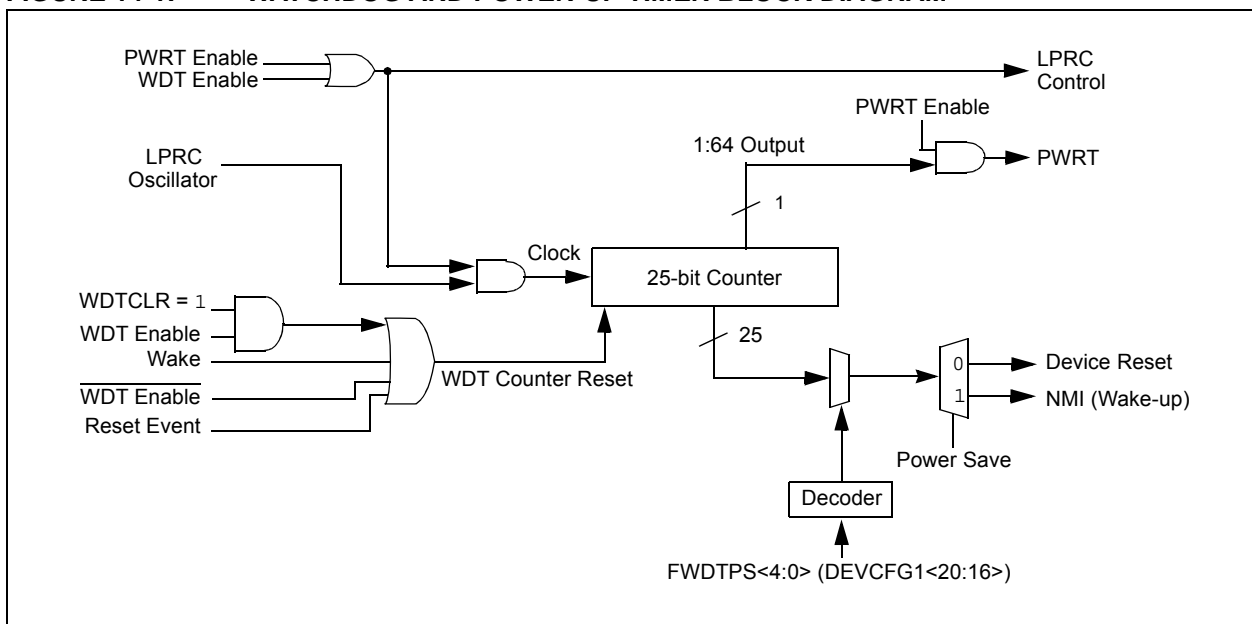 PWRT Enable
WDT Enable
LPRC
Control
PWRT Enable
1:64 Output
LPRC
Oscillator
PWRT
1
Clock
25-bit Counter
WDTCLR = 1
WDT Enable
Wake
25
WDT Counter Reset
0
Device Reset
WDT Enable
1
NMI (Wake-up)
Reset Event
Power Save
Decoder
FWDTPS<4:0> (DEVCFG1<20:16>)